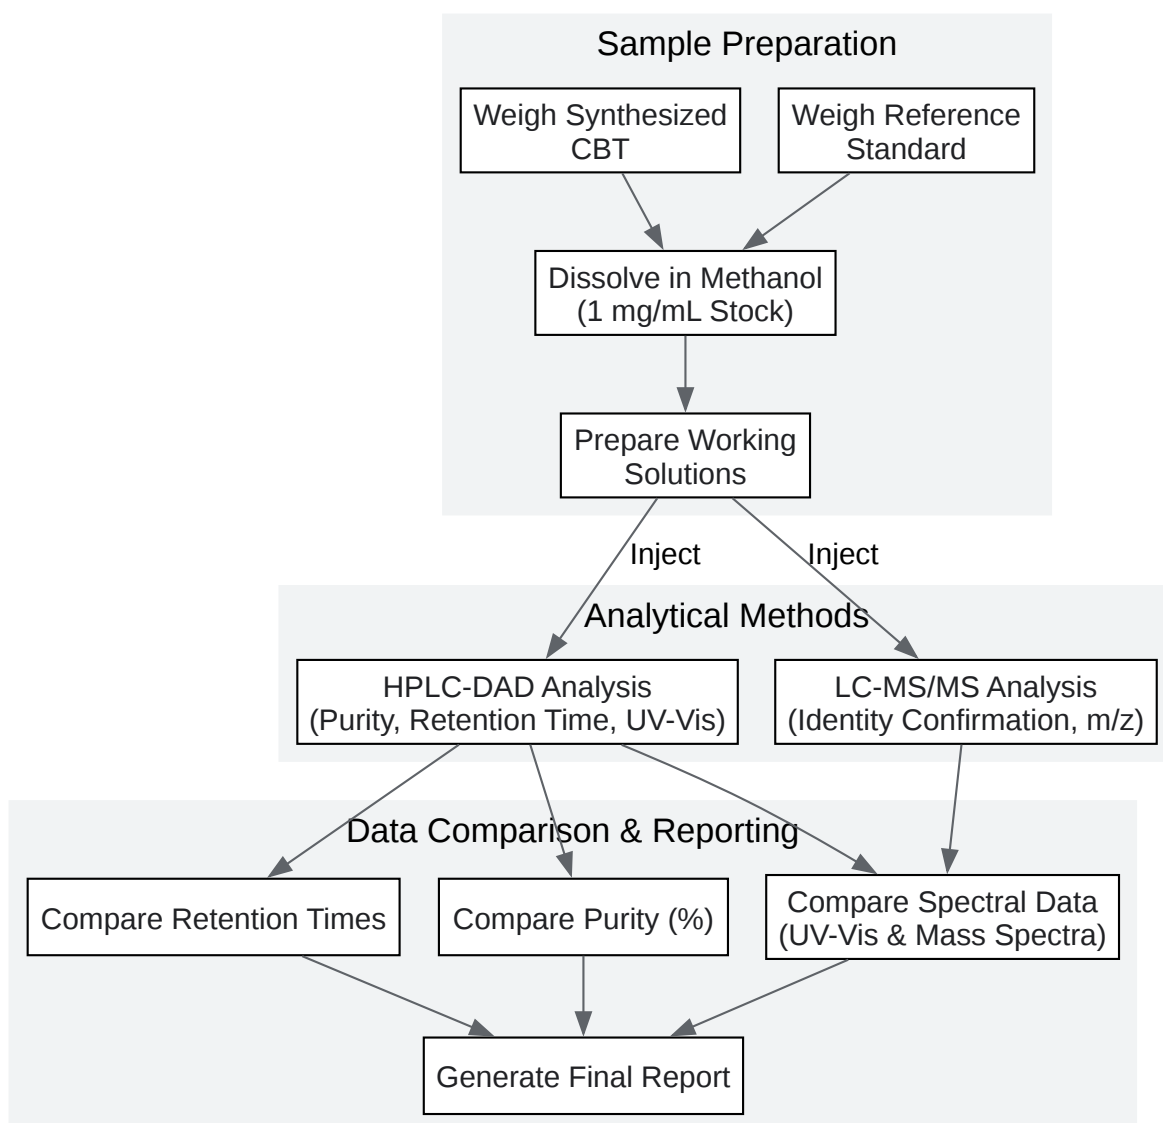 Sample Preparation
Weigh Synthesized
CBT
Weigh Reference
Standard
Dissolve in Methanol
(1 mg/mL Stock)
Prepare Working
Solutions
Inject
Inject
Analytical Methods
HPLC-DAD Analysis
(Purity, Retention Time, UV-Vis)
LC-MS/MS Analysis
(Identity Confirmation, m/z)
Data Comparison & Reporting
Compare Retention Times
Compare Purity (%)
Compare Spectral Data
(UV-Vis & Mass Spectra)
Generate Final Report